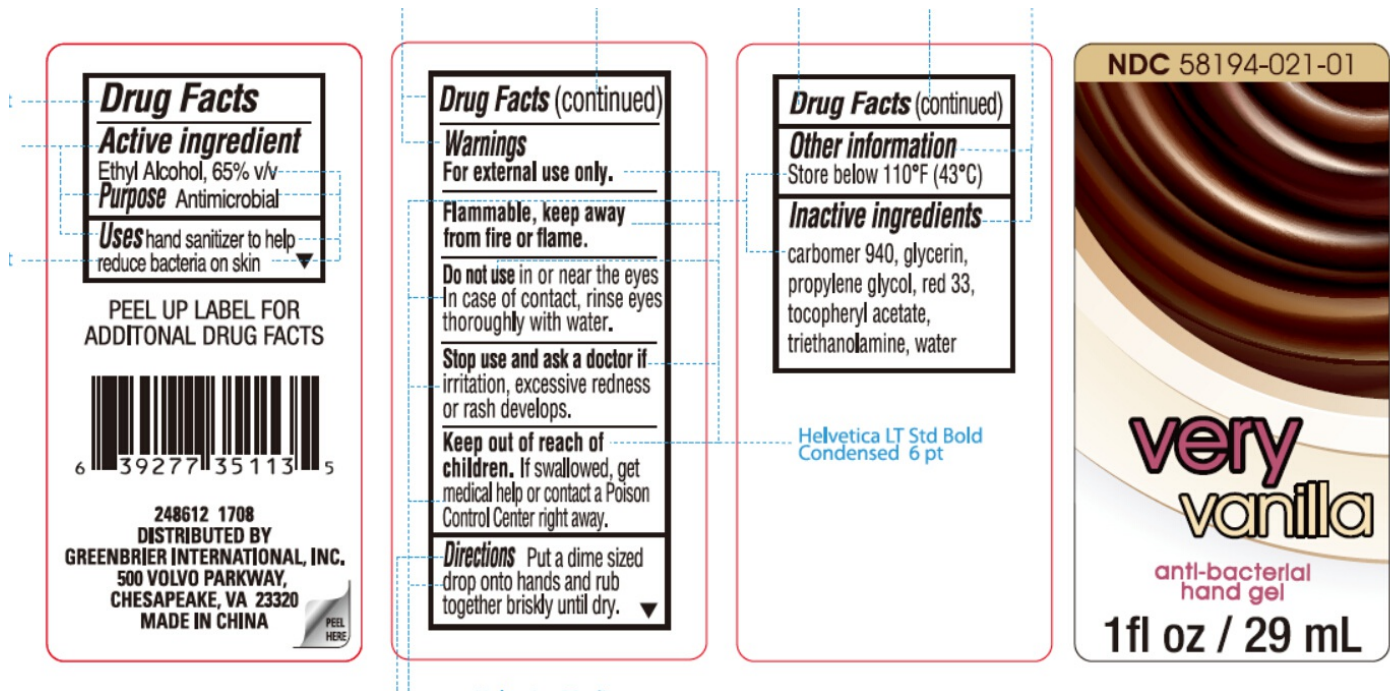 Drug Facts
Active ingredient
Ethyl Alcohol, 65% v/v
Purpose Antimicrobial
Uses hand sanitizer to help
reduce bacteria on skin ▼
PEEL UP LABEL FOR
ADDITONAL DRUG FACTS
6 39277 35113 5
248612 1708
DISTRIBUTED BY
GREENBRIER INTERNATIONAL, INC.
500 VOLVO PARKWAY,
CHESAPEAKE, VA 23320
MADE IN CHINA
PEEL
HERE
Drug Facts (continued)
Warnings
For external use only.
Flammable, keep away
from fire or flame.
Do not use in or near the eyes
In case of contact, rinse eyes
thoroughly with water.
Stop use and ask a doctor if
irritation, excessive redness
or rash develops.
Keep out of reach of
children. If swallowed, get
medical help or contact a Poison
Control Center right away.
Directions Put a dime sized
drop onto hands and rub
together briskly until dry. ▼
Drug Facts (continued)
Other information
Store below 110°F (43°C)
Inactive ingredients
carbomer 940, glycerin,
propylene glycol, red 33,
tocopheryl acetate,
triethanolamine, water
Helvetica LT Std Bold
Condensed 6 pt
NDC 58194-021-01
very
vanilla
anti-bacterial
hand gel
1fl oz / 29 mL